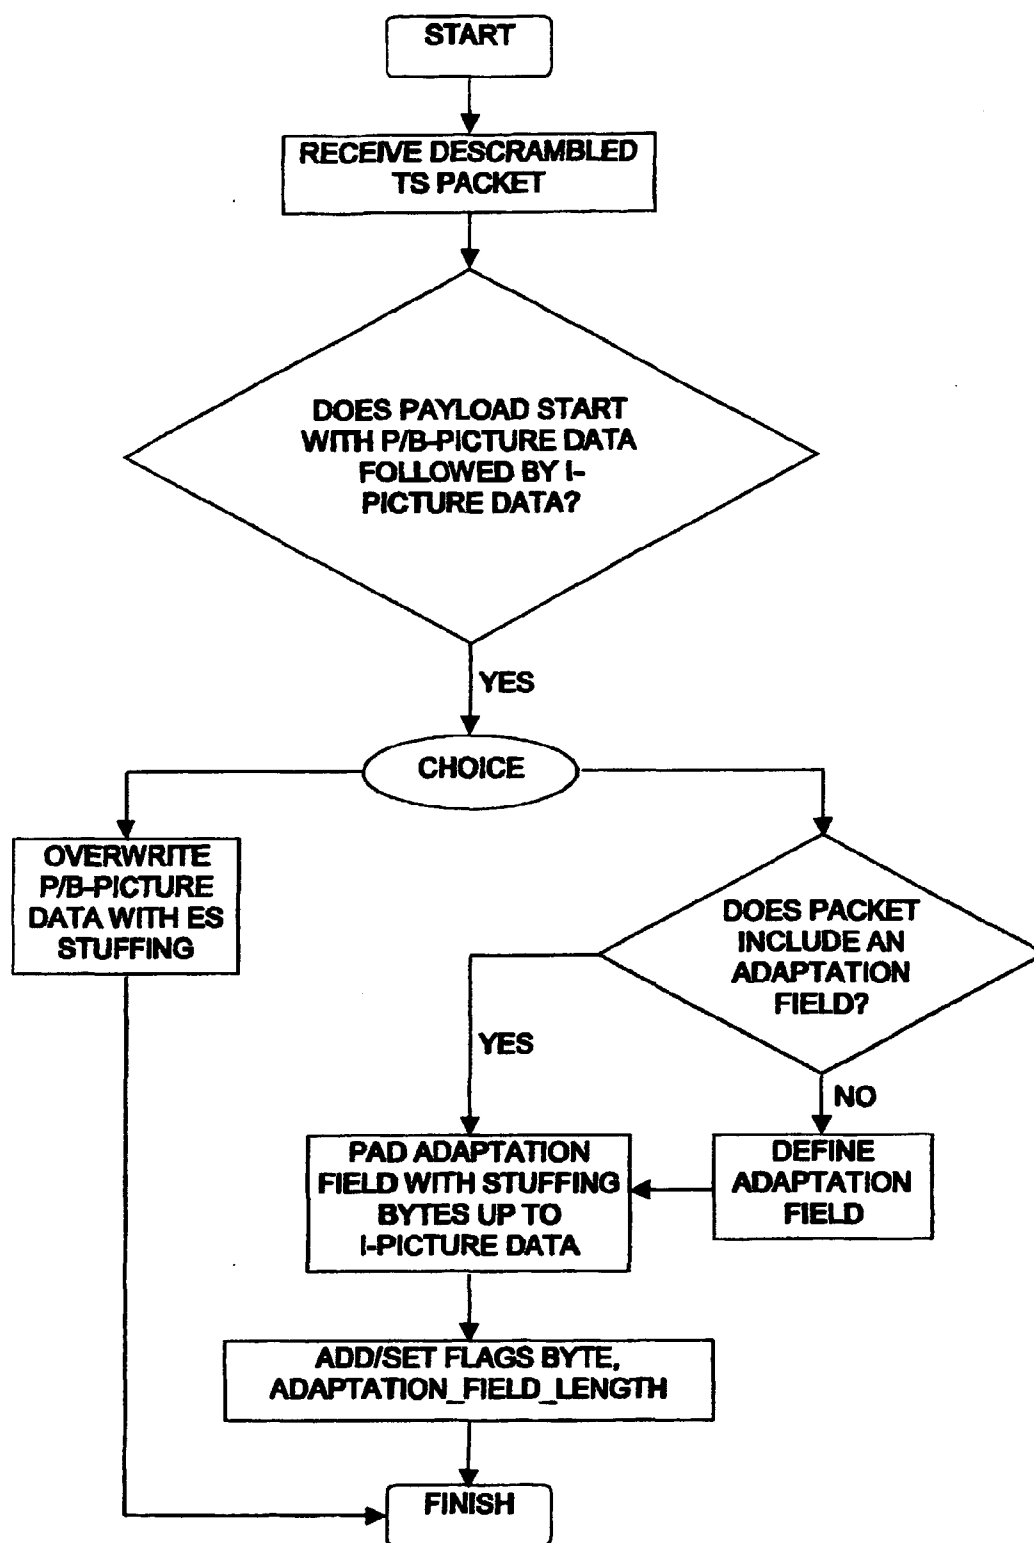 START
RECEIVE DESCRAMBLED
TS PACKET
DOES PAYLOAD START
WITH P/B-PICTURE DATA
FOLLOWED BY I-
PICTURE DATA?
YES
CHOICE
OVERWRITE
P/B-PICTURE
DATA WITH ES
STUFFING
DOES PACKET
INCLUDE AN
ADAPTATION
FIELD?
YES
NO
PAD ADAPTATION
FIELD WITH STUFFING
BYTES UP TO
I-PICTURE DATA
DEFINE
ADAPTATION
FIELD
ADD/SET FLAGS BYTE,
ADAPTATION_FIELD_LENGTH
FINISH